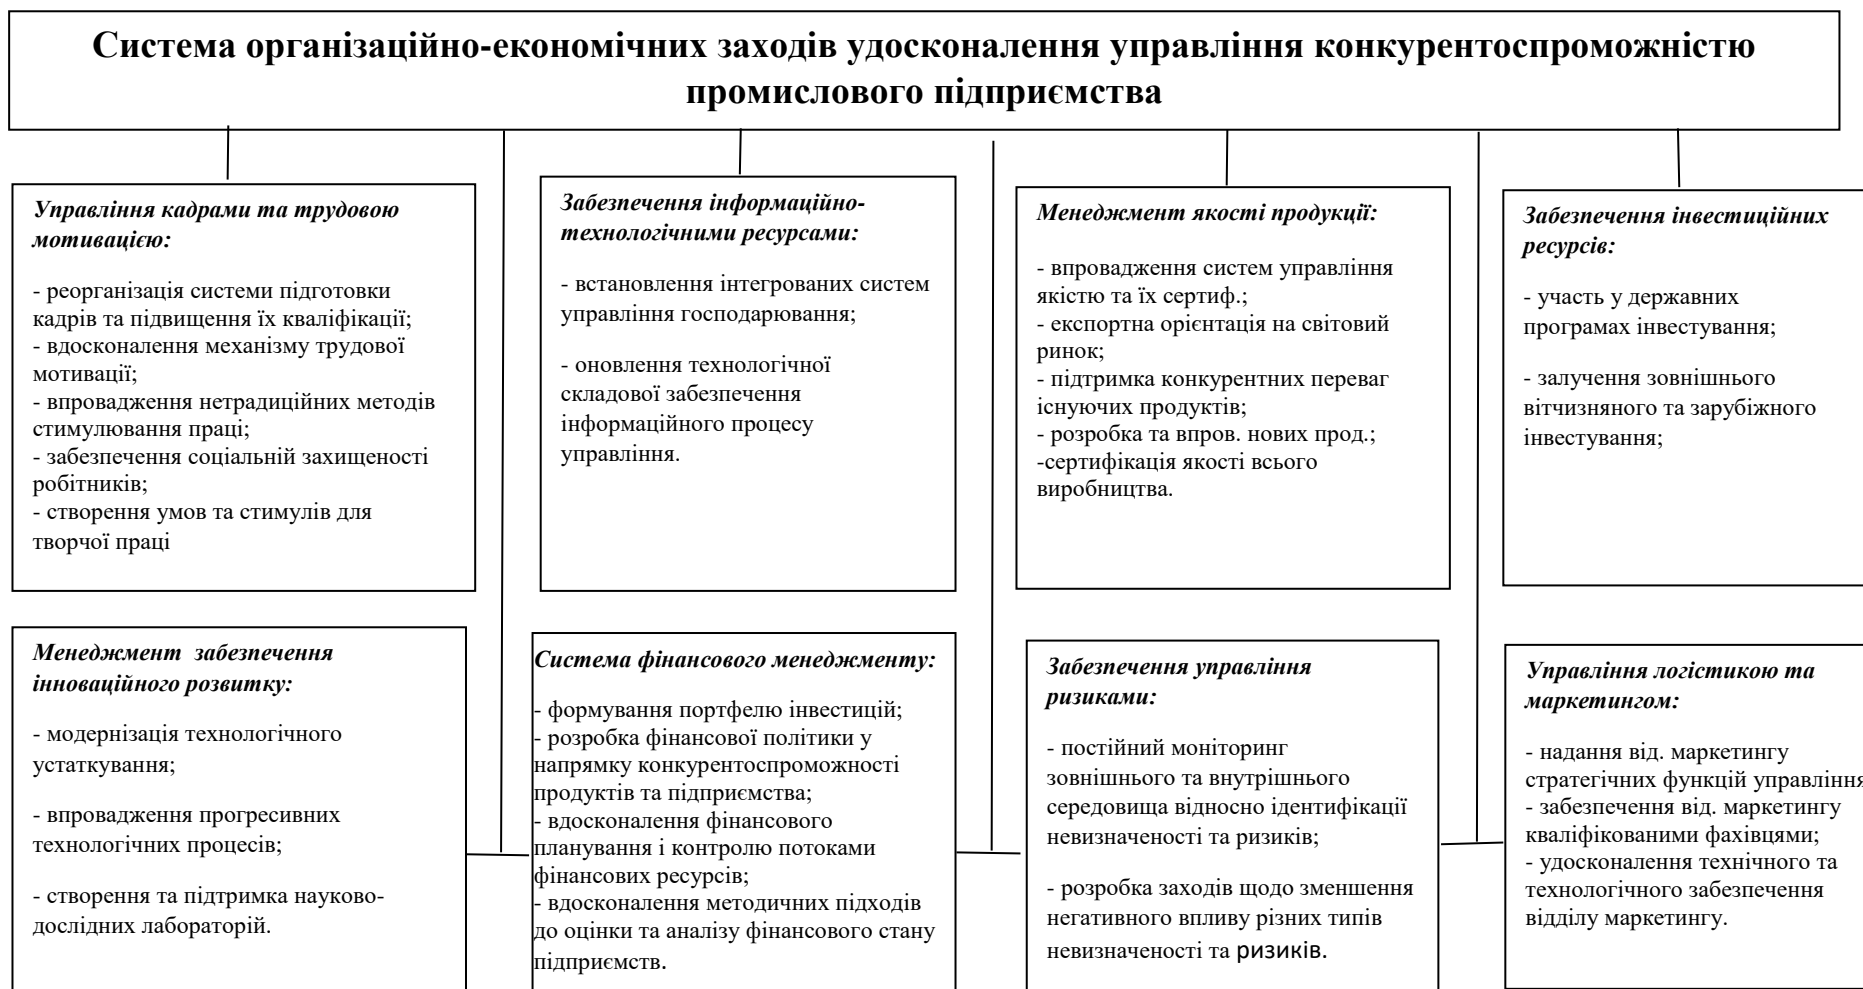 Система організаційно-економічних заходів удосконалення управління конкурентоспроможністю
промислового підприємства
Управління кадрами та трудовою
мотивацією:
- реорганізація системи підготовки
кадрів та підвищення їх кваліфікації;
- вдосконалення механізму трудової
мотивації;
- впровадження нетрадиційних методів
стимулювання праці;
- забезпечення соціальній захищеності
робітників;
- створення умов та стимулів для
творчої праці
Забезпечення інформаційно-
технологічними ресурсами:
- встановлення інтегрованих систем
управління господарювання;
- оновлення технологічної
складової забезпечення
інформаційного процесу
управління.
Менеджмент якості продукції:
- впровадження систем управління
якістю та їх сертиф.;
- експортна орієнтація на світовий
ринок;
- підтримка конкурентних переваг
існуючих продуктів;
- розробка та впров. нових прод.;
-сертифікація якості всього
виробництва.
Забезпечення інвестиційних
ресурсів:
- участь у державних
програмах інвестування;
- залучення зовнішнього
вітчизняного та зарубіжного
інвестування;
Менеджмент забезпечення
інноваційного розвитку:
- модернізація технологічного
устаткування;
- впровадження прогресивних
технологічних процесів;
- створення та підтримка науково-
дослідних лабораторій.
Система фінансового менеджменту:
- формування портфелю інвестицій;
- розробка фінансової політики у
напрямку конкурентоспроможності
продуктів та підприємства;
- вдосконалення фінансового
планування і контролю потоками
фінансових ресурсів;
- вдосконалення методичних підходів
до оцінки та аналізу фінансового стану
підприємств.
Забезпечення управління
ризиками:
- постійний моніторинг
зовнішнього та внутрішнього
середовища відносно ідентифікації
невизначеності та ризиків;
- розробка заходів щодо зменшення
негативного впливу різних типів
невизначеності та ризиків.
Управління логістикою та
маркетингом:
- надання від. маркетингу
стратегічних функцій управління
- забезпечення від. маркетингу
кваліфікованими фахівцями;
- удосконалення технічного та
технологічного забезпечення
відділу маркетингу.